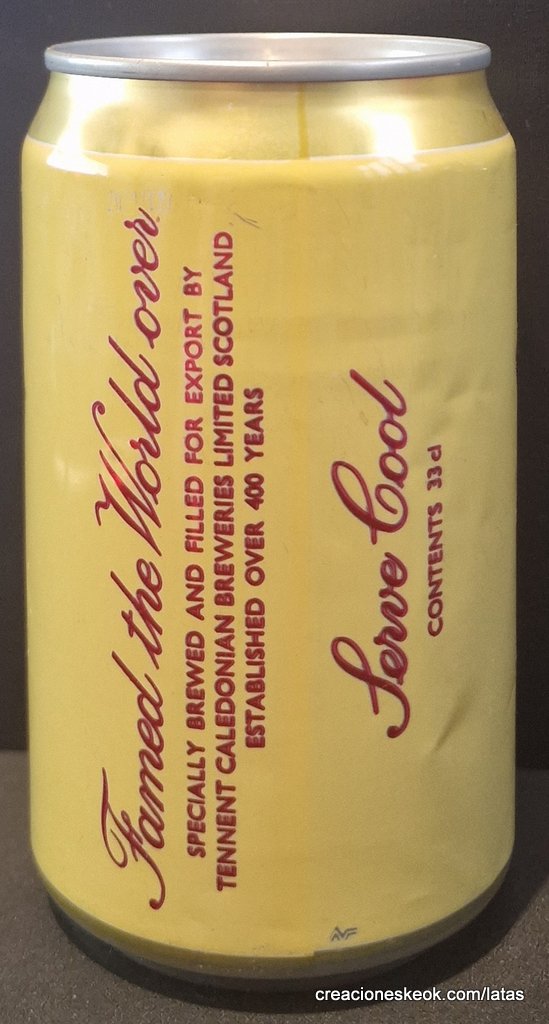 Famed the World over
SPECIALLY BREWED AND FILLED FOR EXPORT BY
TENNENT CALEDONIAN BREWERIES LIMITED SCOTLAND
ESTABLISHED OVER 400 YEARS
Serve Cool
CONTENTS 33 cl
creacioneskeok.com/latas